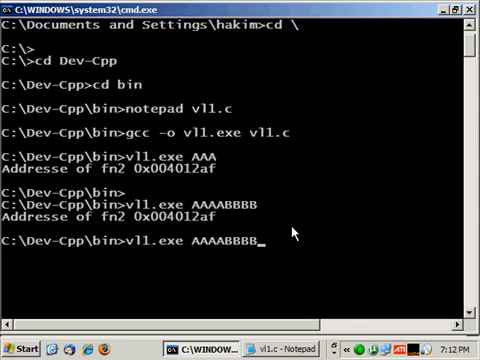 C:\WINDOWS\system32\cmd.exe
C:\Documents and Settings\hakim>cd \
C:\>
C:\>cd Dev-Cpp
C:\Dev-Cpp>cd bin
C:\Dev-Cpp\bin>notepad vl1.c
C:\Dev-Cpp\bin>gcc -o vl1.exe vl1.c
C:\Dev-Cpp\bin>vl1.exe AAA
Addresse of fn2 0x004012af
C:\Dev-Cpp\bin>
C:\Dev-Cpp\bin>vl1.exe AAAABBBB
Addresse of fn2 0x004012af
C:\Dev-Cpp\bin>vl1.exe AAAABBBB_
Start
C:\WINDOW...
vl1.c - Notepad
ATI
7:12 PM